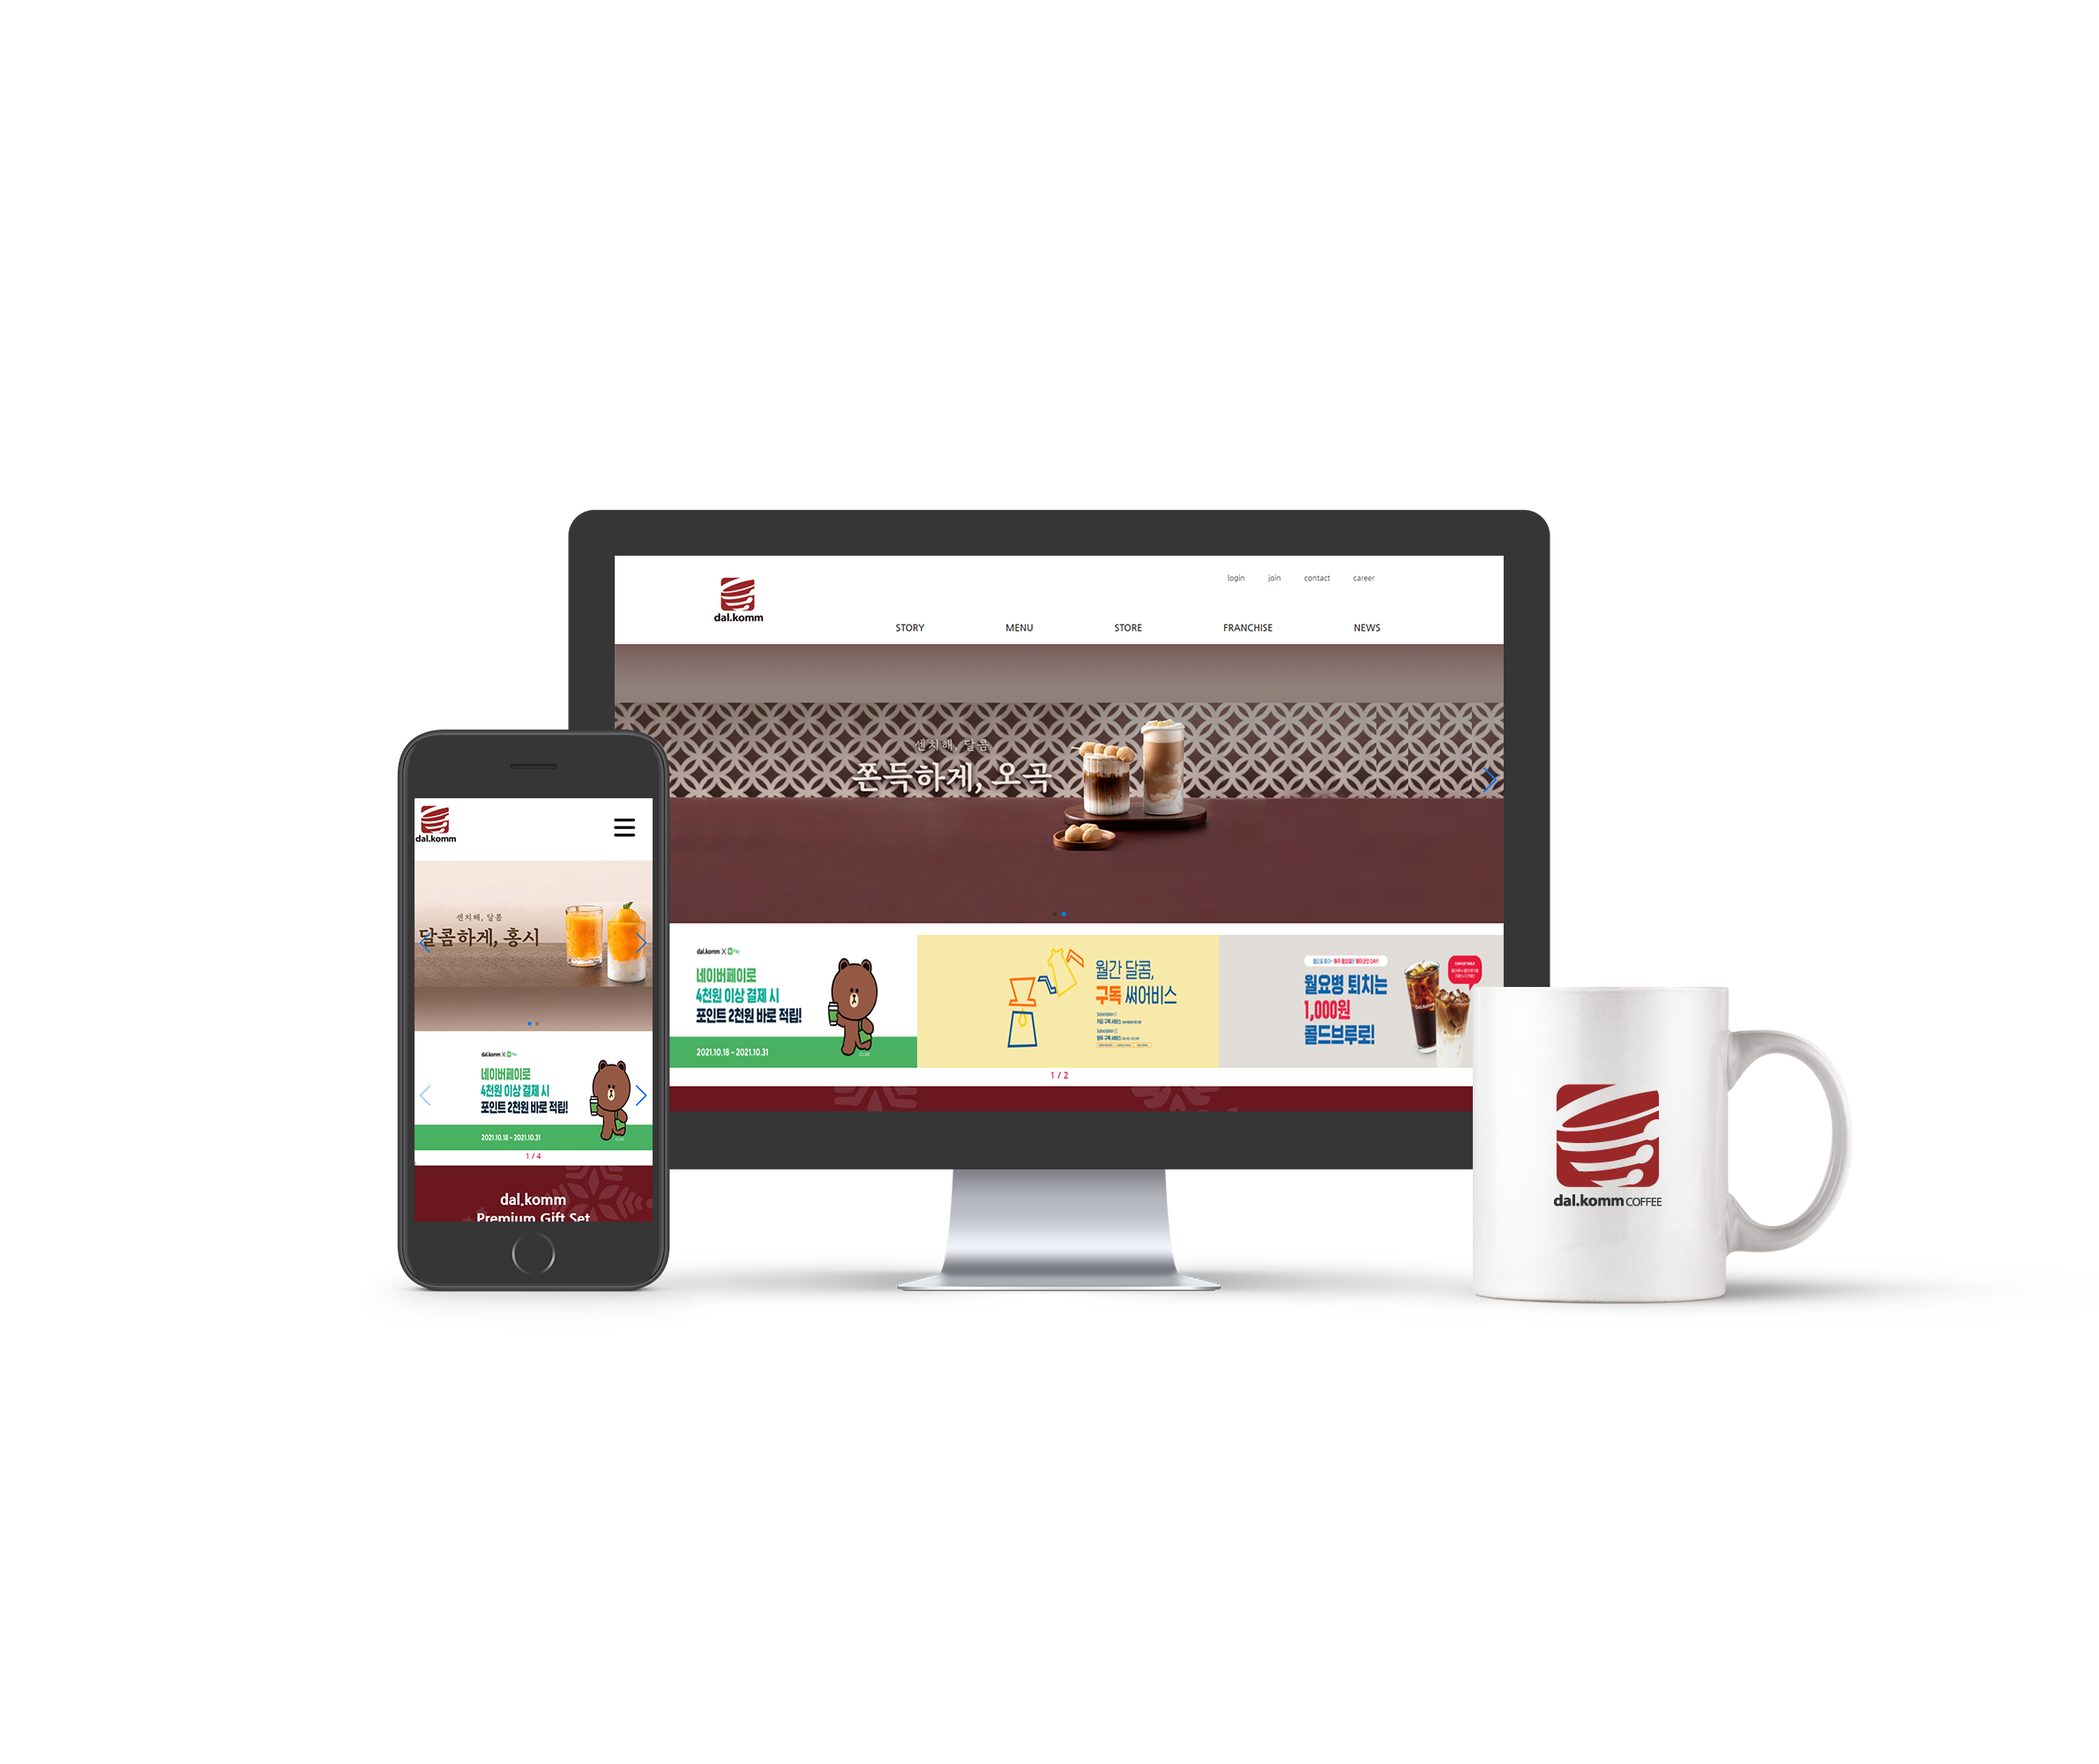 login join contact career
dal.komm
STORY MENU STORE FRANCHISE NEWS
센치해, 달콤
쫀득하게, 오곡
dal.komm X Pay
네이버페이로
4천원 이상 결제 시
포인트 2천원 바로 적립!
2021.10.18 - 2021.10.31
월간 달콤,
구독 써어비스
월요병 퇴치는
1,000원
콜드브루로!
1 / 2
dal.komm
센치해, 달콤
달콤하게, 홍시
dal.komm X Pay
네이버페이로
4천원 이상 결제 시
포인트 2천원 바로 적립!
2021.10.18 - 2021.10.31
1 / 4
dal.komm
Premium Gift Set
dal.komm COFFEE